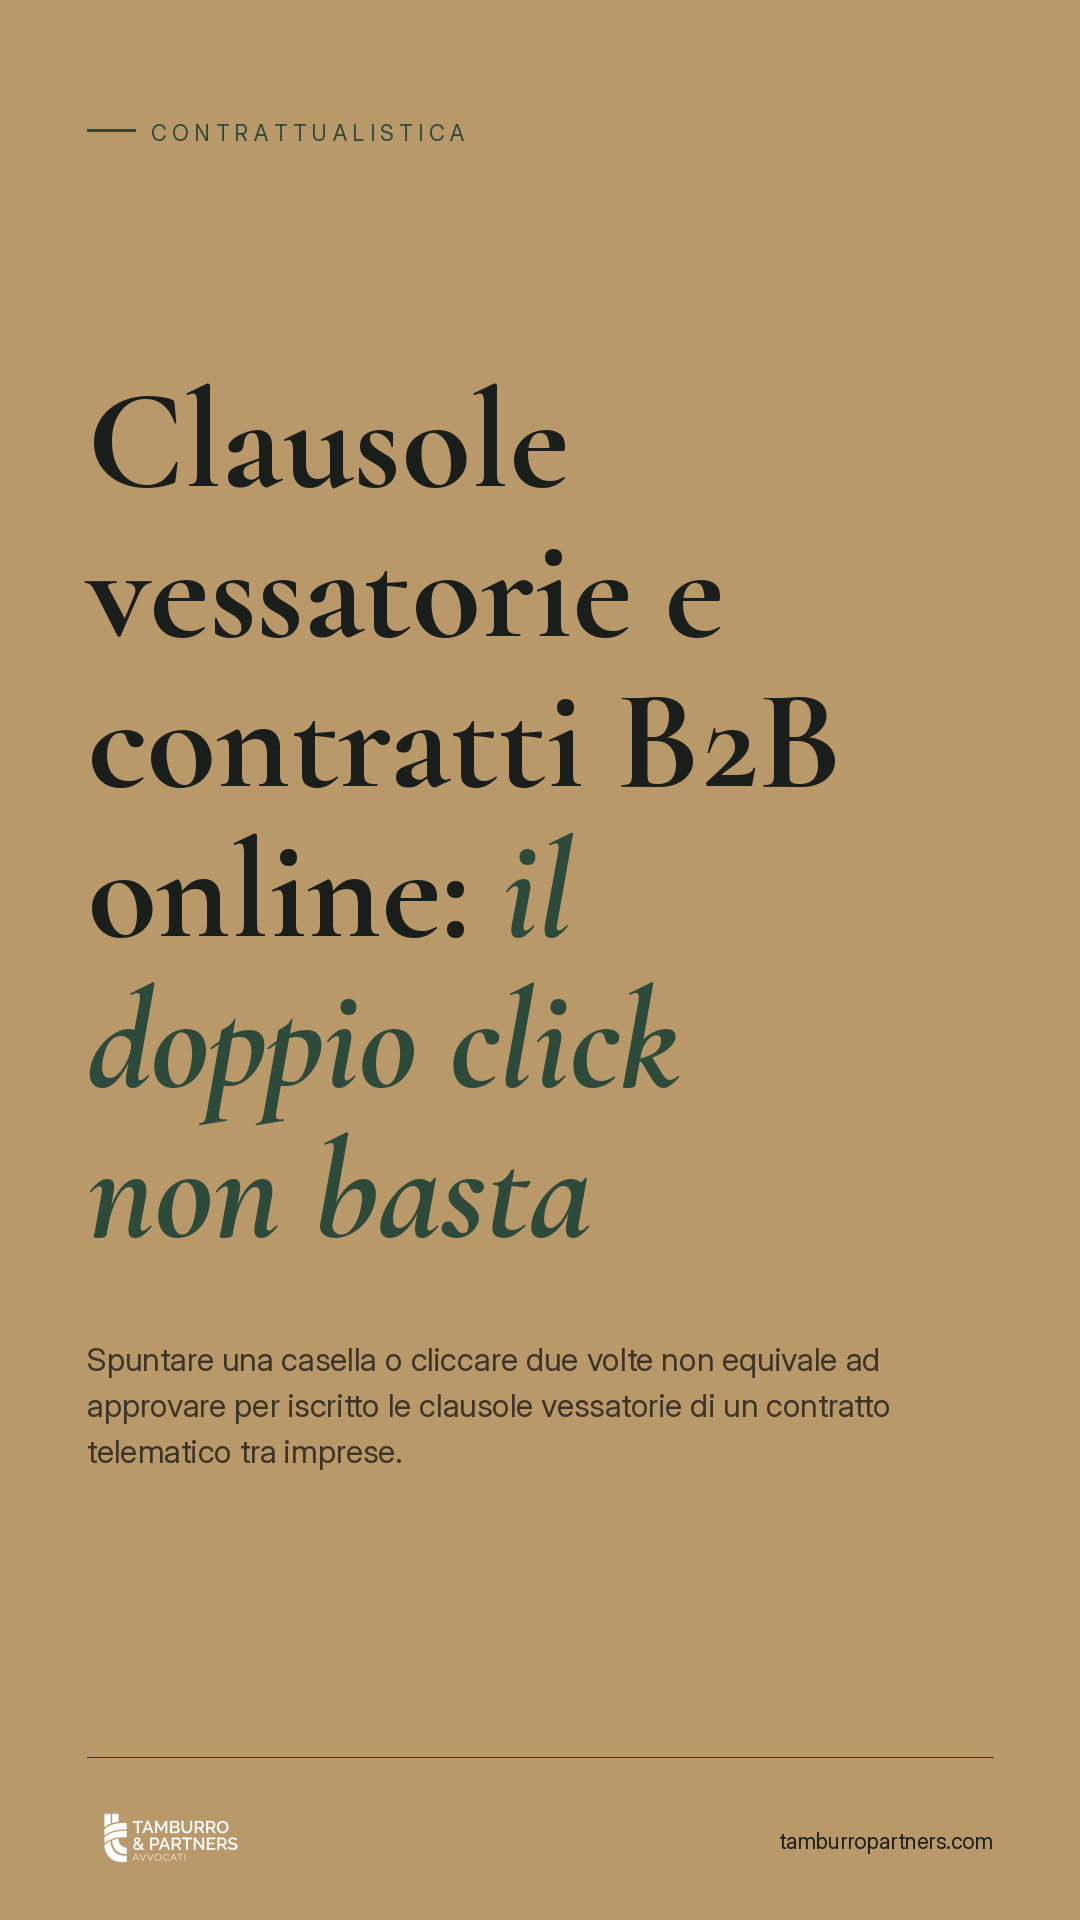 CONTRATTUALISTICA
Clausole
vessatorie e
contratti B2B
online: il
doppio click
non basta
Spuntare una casella o cliccare due volte non equivale ad
approvare per iscritto le clausole vessatorie di un contratto
telematico tra imprese.
TAMBURRO
& PARTNERS
AVVOCATI
tamburropartners.com